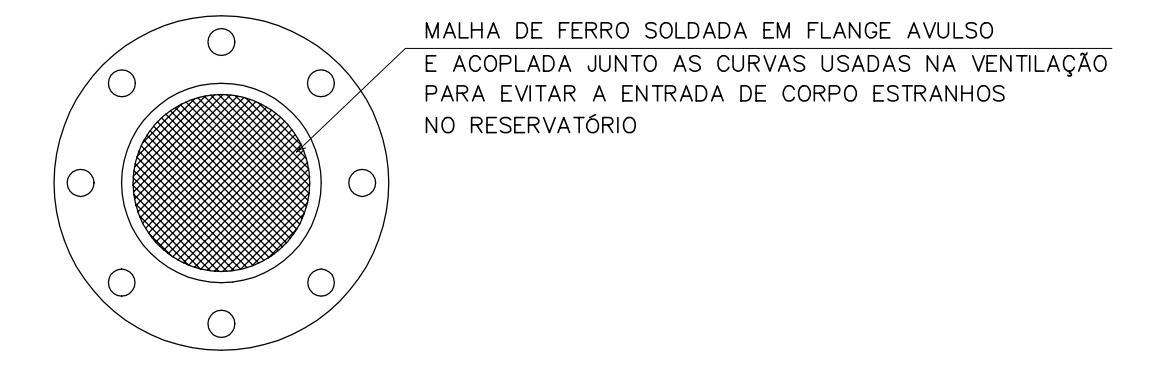 MALHA DE FERRO SOLDADA EM FLANGE AVULSO
E ACOPLADA JUNTO AS CURVAS USADAS NA VENTILAÇÃO
PARA EVITAR A ENTRADA DE CORPO ESTRANHOS
NO RESERVATÓRIO